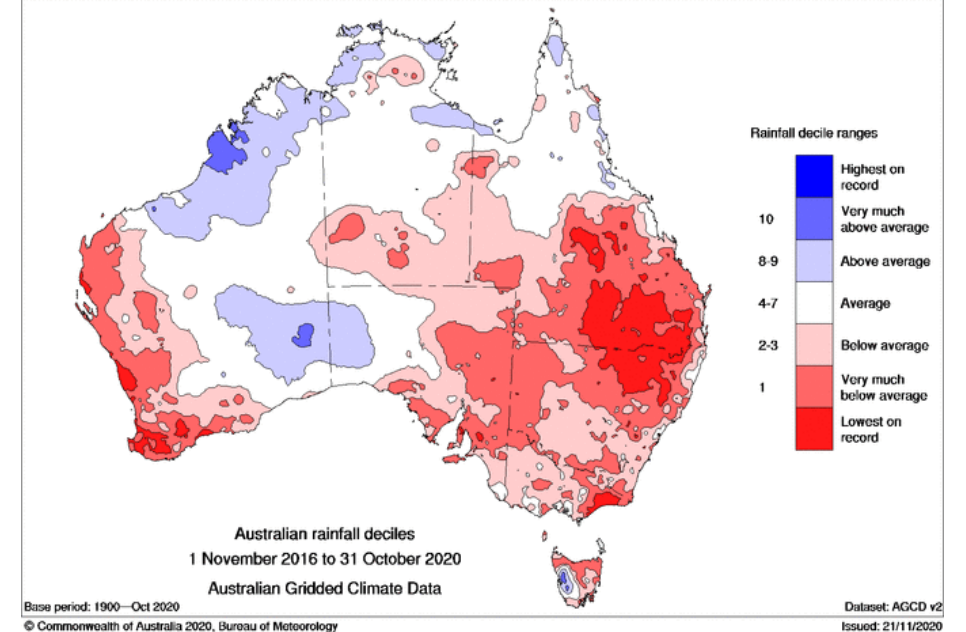 Rainfall decile ranges
Highest on
record
10
Very much
above average
8-9
Above average
4-7
Average
2-3
Below average
1
Very much
below average
Lowest on
record
Australian rainfall deciles
1 November 2016 to 31 October 2020
Australian Gridded Climate Data
Base period: 1900—Oct 2020
Dataset: AGCD v2
© Commonwealth of Australia 2020, Bureau of Meteorology
Issued: 21/11/2020